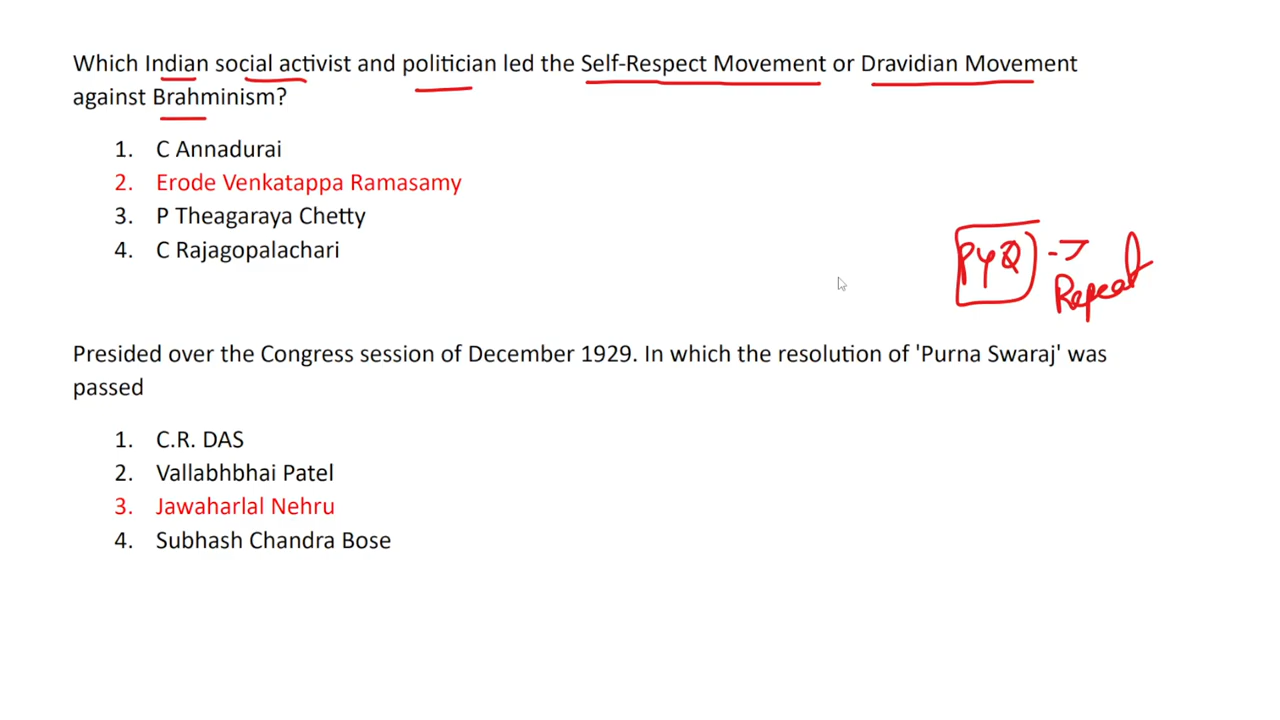 Which Indian social activist and politician led the Self-Respect Movement or Dravidian Movement
against Brahminism?
1. C Annadurai
2. Erode Venkatappa Ramasamy
3. P Theagaraya Chetty
4. C Rajagopalachari
PYQ ->
Repeat
Presided over the Congress session of December 1929. In which the resolution of 'Purna Swaraj' was
passed
1. C.R. DAS
2. Vallabhbhai Patel
3. Jawaharlal Nehru
4. Subhash Chandra Bose